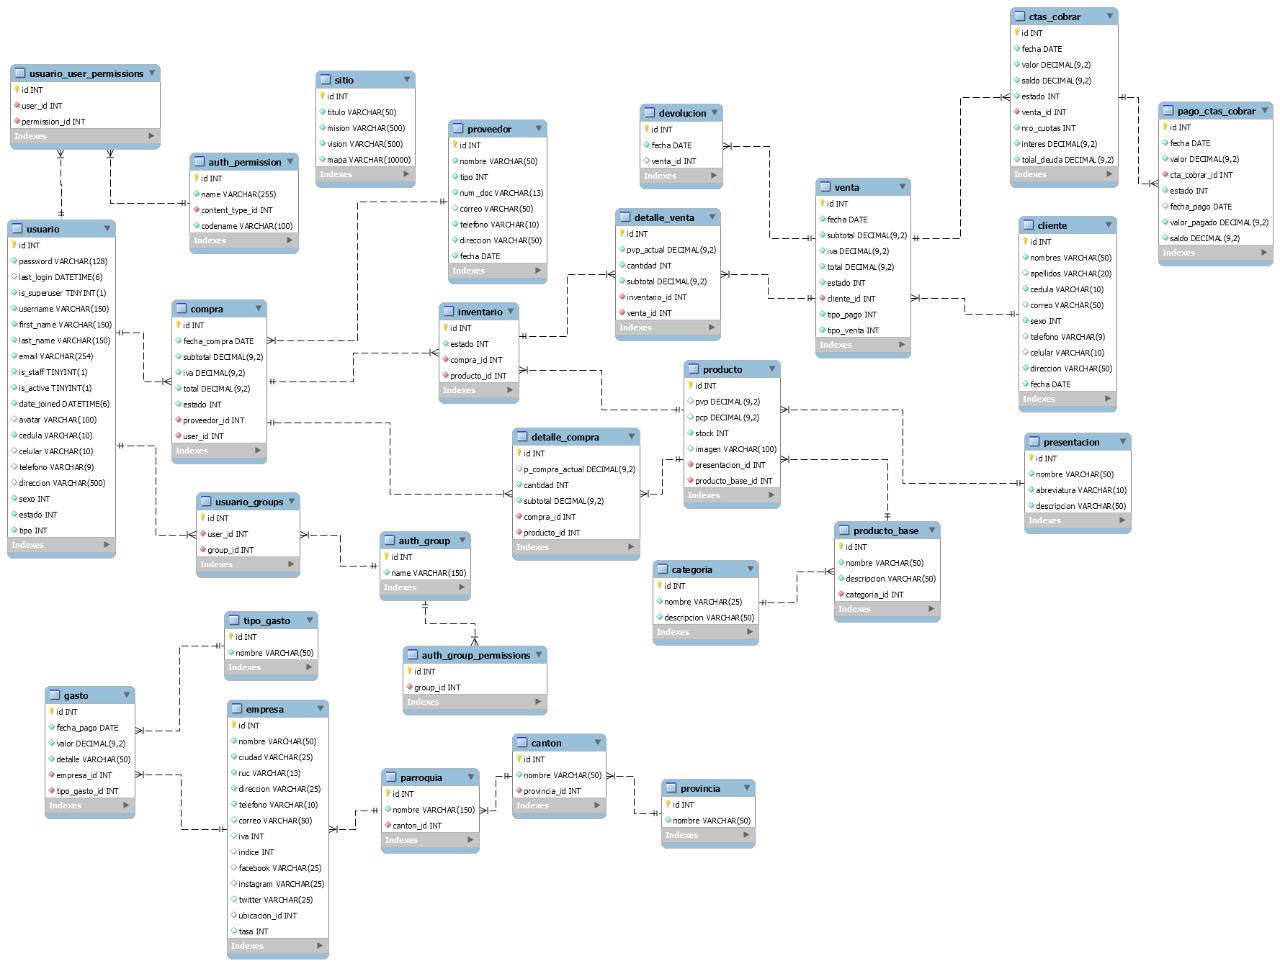 usuario_user_permissions
id INT
user_id INT
permission_id INT
Indexes
auth_permission
id INT
name VARCHAR(255)
content_type_id INT
codename VARCHAR(100)
Indexes
sitio
id INT
titulo VARCHAR(50)
mision VARCHAR(500)
vision VARCHAR(500)
mapa VARCHAR(10000)
Indexes
proveedor
id INT
nombre VARCHAR(50)
tipo INT
num_doc VARCHAR(13)
correo VARCHAR(50)
telefono VARCHAR(10)
direccion VARCHAR(50)
fecha DATE
Indexes
devolucion
id INT
fecha DATE
venta_id INT
Indexes
ctas_cobrar
id INT
fecha DATE
valor DECIMAL(9,2)
saldo DECIMAL(9,2)
estado INT
venta_id INT
nro_cuotas INT
interes DECIMAL(9,2)
tolal_deuda DECIMAL(9,2)
Indexes
pago_ctas_cobrar
id INT
fecha DATE
valor DECIMAL(9,2)
cta_cobrar_id INT
estado INT
fecha_pago DATE
valor_pagado DECIMAL(9,2)
saldo DECIMAL(9,2)
Indexes
usuario
id INT
password VARCHAR(128)
last_login DATETIME(6)
is_superuser TINYINT(1)
username VARCHAR(150)
first_name VARCHAR(150)
last_name VARCHAR(150)
email VARCHAR(254)
is_staff TINYINT(1)
is_active TINYINT(1)
date_joined DATETIME(6)
avatar VARCHAR(100)
cedula VARCHAR(10)
celular VARCHAR(10)
telefono VARCHAR(9)
direccion VARCHAR(500)
sexo INT
estado INT
tipo INT
Indexes
compra
id INT
fecha_compra DATE
subtotal DECIMAL(9,2)
iva DECIMAL(9,2)
total DECIMAL(9,2)
estado INT
proveedor_id INT
user_id INT
Indexes
inventario
id INT
estado INT
compra_id INT
producto_id INT
Indexes
detalle_venta
id INT
pvp_actual DECIMAL(9,2)
cantidad INT
subtotal DECIMAL(9,2)
inventario_id INT
venta_id INT
Indexes
venta
id INT
fecha DATE
subtotal DECIMAL(9,2)
iva DECIMAL(9,2)
total DECIMAL(9,2)
estado INT
cliente_id INT
tipo_pago INT
tipo_venta INT
Indexes
cliente
id INT
nombres VARCHAR(50)
apellidos VARCHAR(20)
cedula VARCHAR(10)
correo VARCHAR(50)
sexo INT
telefono VARCHAR(9)
celular VARCHAR(10)
direccion VARCHAR(50)
fecha DATE
Indexes
producto
id INT
pvp DECIMAL(9,2)
pcp DECIMAL(9,2)
stock INT
imagen VARCHAR(100)
presentacion_id INT
producto_base_id INT
Indexes
detalle_compra
id INT
p_compra_actual DECIMAL(9,2)
cantidad INT
subtotal DECIMAL(9,2)
compra_id INT
producto_id INT
Indexes
presentacion
id INT
nombre VARCHAR(50)
abreviatura VARCHAR(10)
descripcion VARCHAR(50)
Indexes
usuario_groups
id INT
user_id INT
group_id INT
Indexes
auth_group
id INT
name VARCHAR(150)
Indexes
categoria
id INT
nombre VARCHAR(25)
descripcion VARCHAR(50)
Indexes
producto_base
id INT
nombre VARCHAR(50)
descripcion VARCHAR(50)
categoria_id INT
Indexes
tipo_gasto
id INT
nombre VARCHAR(50)
Indexes
auth_group_permissions
id INT
group_id INT
Indexes
gasto
id INT
fecha_pago DATE
valor DECIMAL(9,2)
detalle VARCHAR(50)
empresa_id INT
tipo_gasto_id INT
Indexes
empresa
id INT
nombre VARCHAR(50)
ciudad VARCHAR(25)
ruc VARCHAR(13)
direccion VARCHAR(25)
telefono VARCHAR(10)
correo VARCHAR(50)
iva INT
indice INT
facebook VARCHAR(25)
instagram VARCHAR(25)
twitter VARCHAR(25)
ubicacion_id INT
tasa INT
Indexes
parroquia
id INT
nombre VARCHAR(150)
canton_id INT
Indexes
canton
id INT
nombre VARCHAR(50)
provincia_id INT
Indexes
provincia
id INT
nombre VARCHAR(50)
Indexes